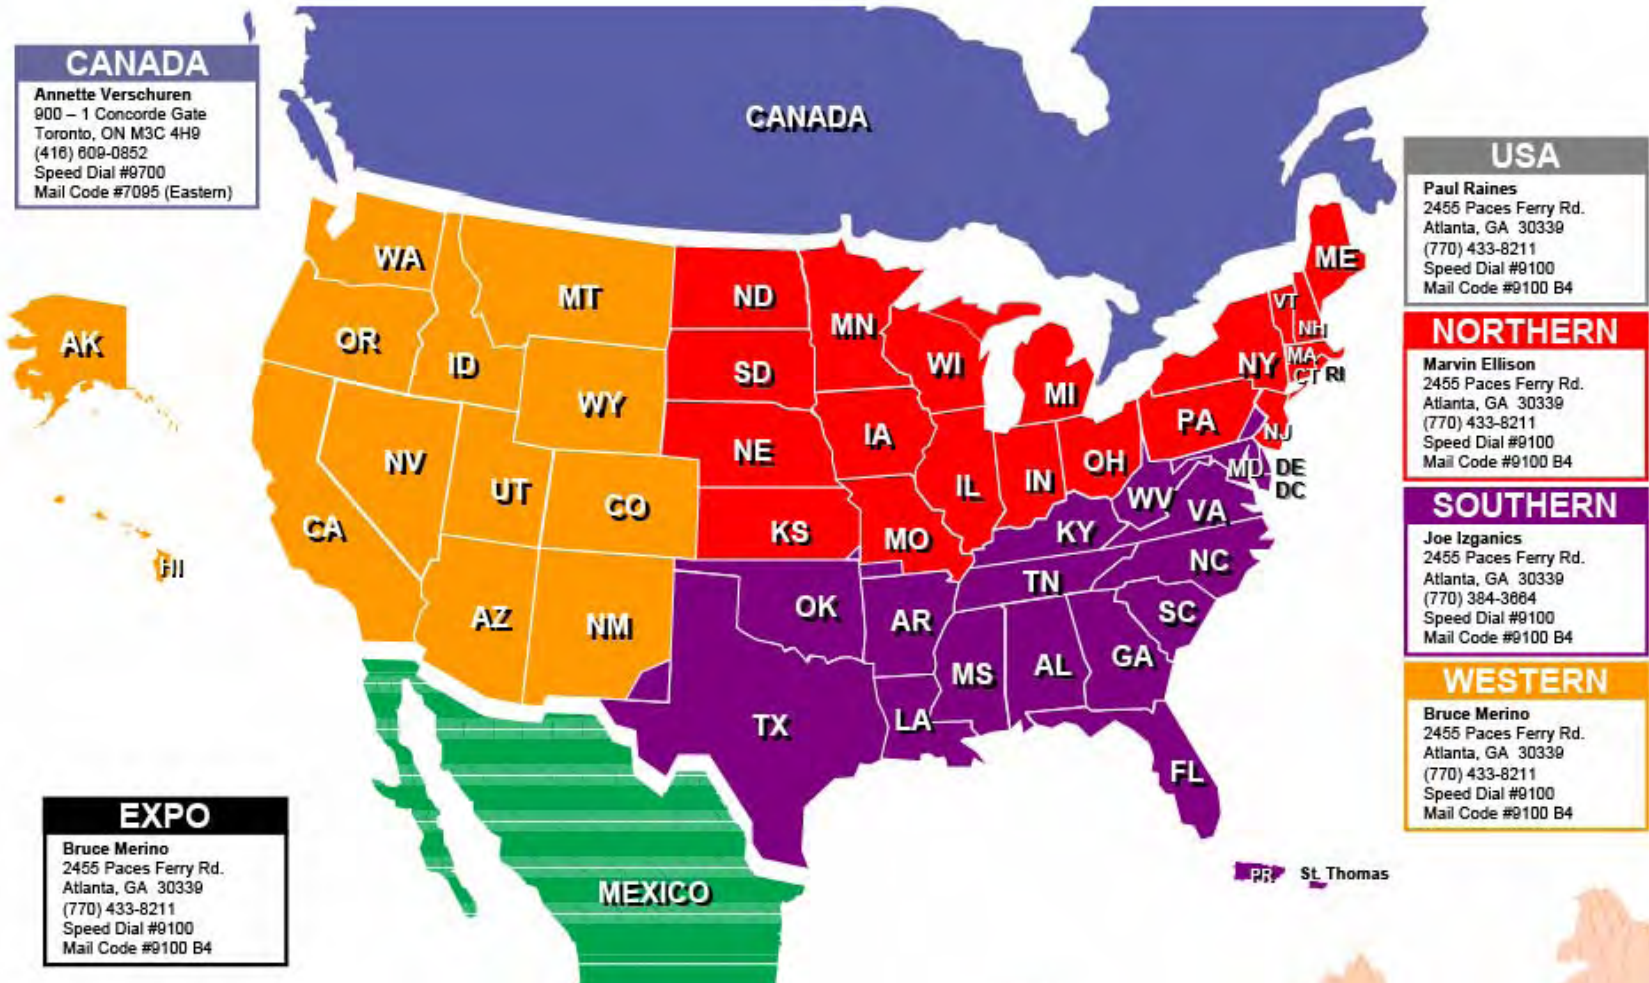 CANADA
Annette Verschuren
900 – 1 Concorde Gate
Toronto, ON M3C 4H9
(416) 609-0852
Speed Dial #9700
Mail Code #7095 (Eastern)
CANADA
USA
Paul Raines
2455 Paces Ferry Rd.
Atlanta, GA 30339
(770) 433-8211
Speed Dial #9100
Mail Code #9100 B4
NORTHERN
Marvin Ellison
2455 Paces Ferry Rd.
Atlanta, GA 30339
(770) 433-8211
Speed Dial #9100
Mail Code #9100 B4
SOUTHERN
Joe Izganics
2455 Paces Ferry Rd.
Atlanta, GA 30339
(770) 384-3664
Speed Dial #9100
Mail Code #9100 B4
WESTERN
Bruce Merino
2455 Paces Ferry Rd.
Atlanta, GA 30339
(770) 433-8211
Speed Dial #9100
Mail Code #9100 B4
WA
MT
ND
MN
ME
VT
NH
AK
OR
ID
WY
SD
WI
MI
NY
MA
CT RI
NV
UT
CO
NE
IA
IL
IN
OH
PA
NJ
MD DE
DC
CA
KS
MO
KY
WV
VA
HI
AZ
NM
OK
AR
TN
NC
SC
TX
LA
MS
AL
GA
FL
PR
St. Thomas
MEXICO
EXPO
Bruce Merino
2455 Paces Ferry Rd.
Atlanta, GA 30339
(770) 433-8211
Speed Dial #9100
Mail Code #9100 B4